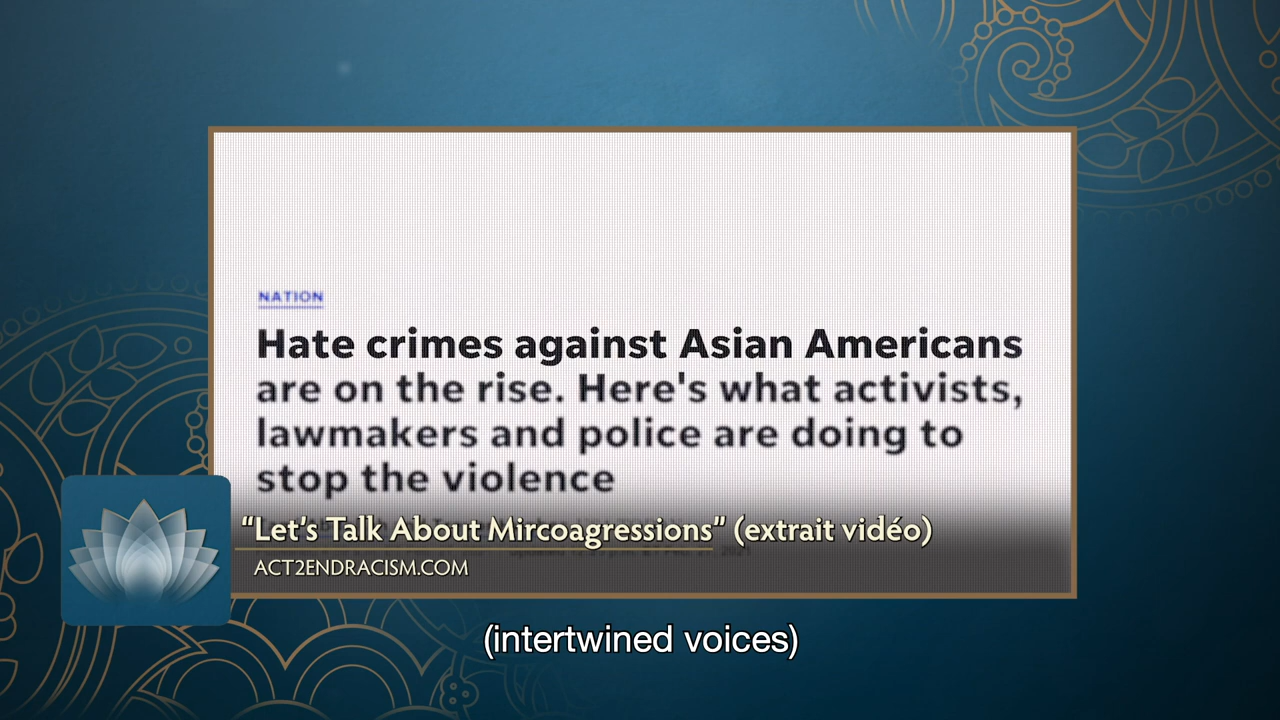 NATION
Hate crimes against Asian Americans
are on the rise. Here's what activists,
lawmakers and police are doing to
stop the violence
“Let’s Talk About Mircoagressions” (extrait vidéo)
ACT2ENDRACISM.COM
(intertwined voices)